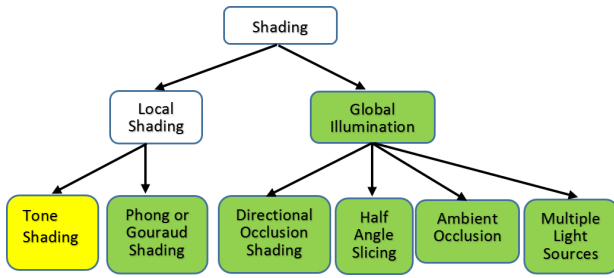 Shading
Local
Shading
Global
Illumination
Tone
Shading
Phong or
Gouraud
Shading
Directional
Occlusion
Shading
Half
Angle
Slicing
Ambient
Occlusion
Multiple
Light
Sources